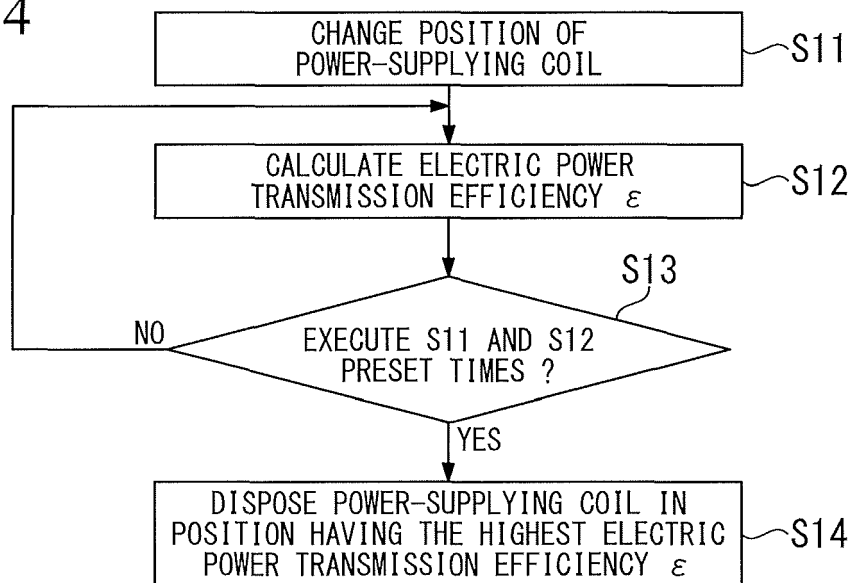 4
CHANGE POSITION OF
POWER-SUPPLYING COIL
S11
CALCULATE ELECTRIC POWER
TRANSMISSION EFFICIENCY ε
S12
S13
NO
EXECUTE S11 AND S12
PRESET TIMES ?
YES
DISPOSE POWER-SUPPLYING COIL IN
POSITION HAVING THE HIGHEST ELECTRIC
POWER TRANSMISSION EFFICIENCY ε
S14